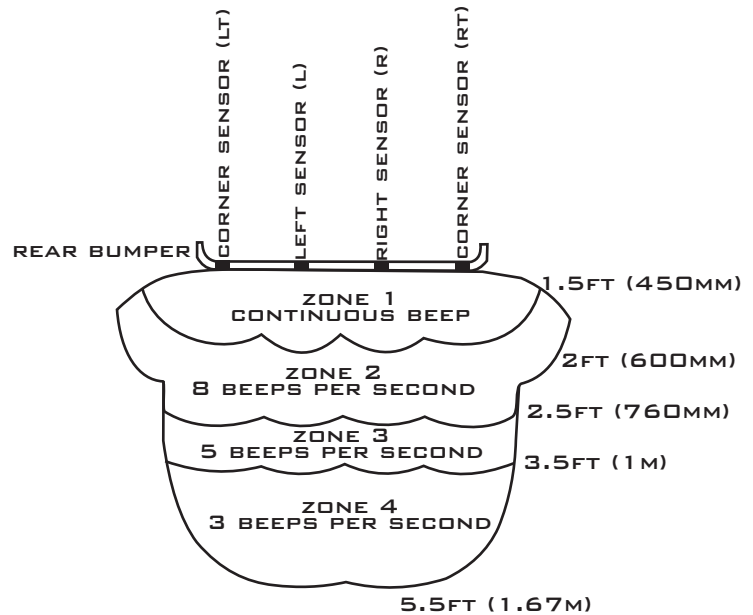 CORNER SENSOR (LT)
LEFT SENSOR (L)
RIGHT SENSOR (R)
CORNER SENSOR (RT)
REAR BUMPER
1.5FT (450MM)
ZONE 1
CONTINUOUS BEEP
2FT (600MM)
ZONE 2
8 BEEPS PER SECOND
2.5FT (760MM)
ZONE 3
5 BEEPS PER SECOND
3.5FT (1M)
ZONE 4
3 BEEPS PER SECOND
5.5FT (1.67M)